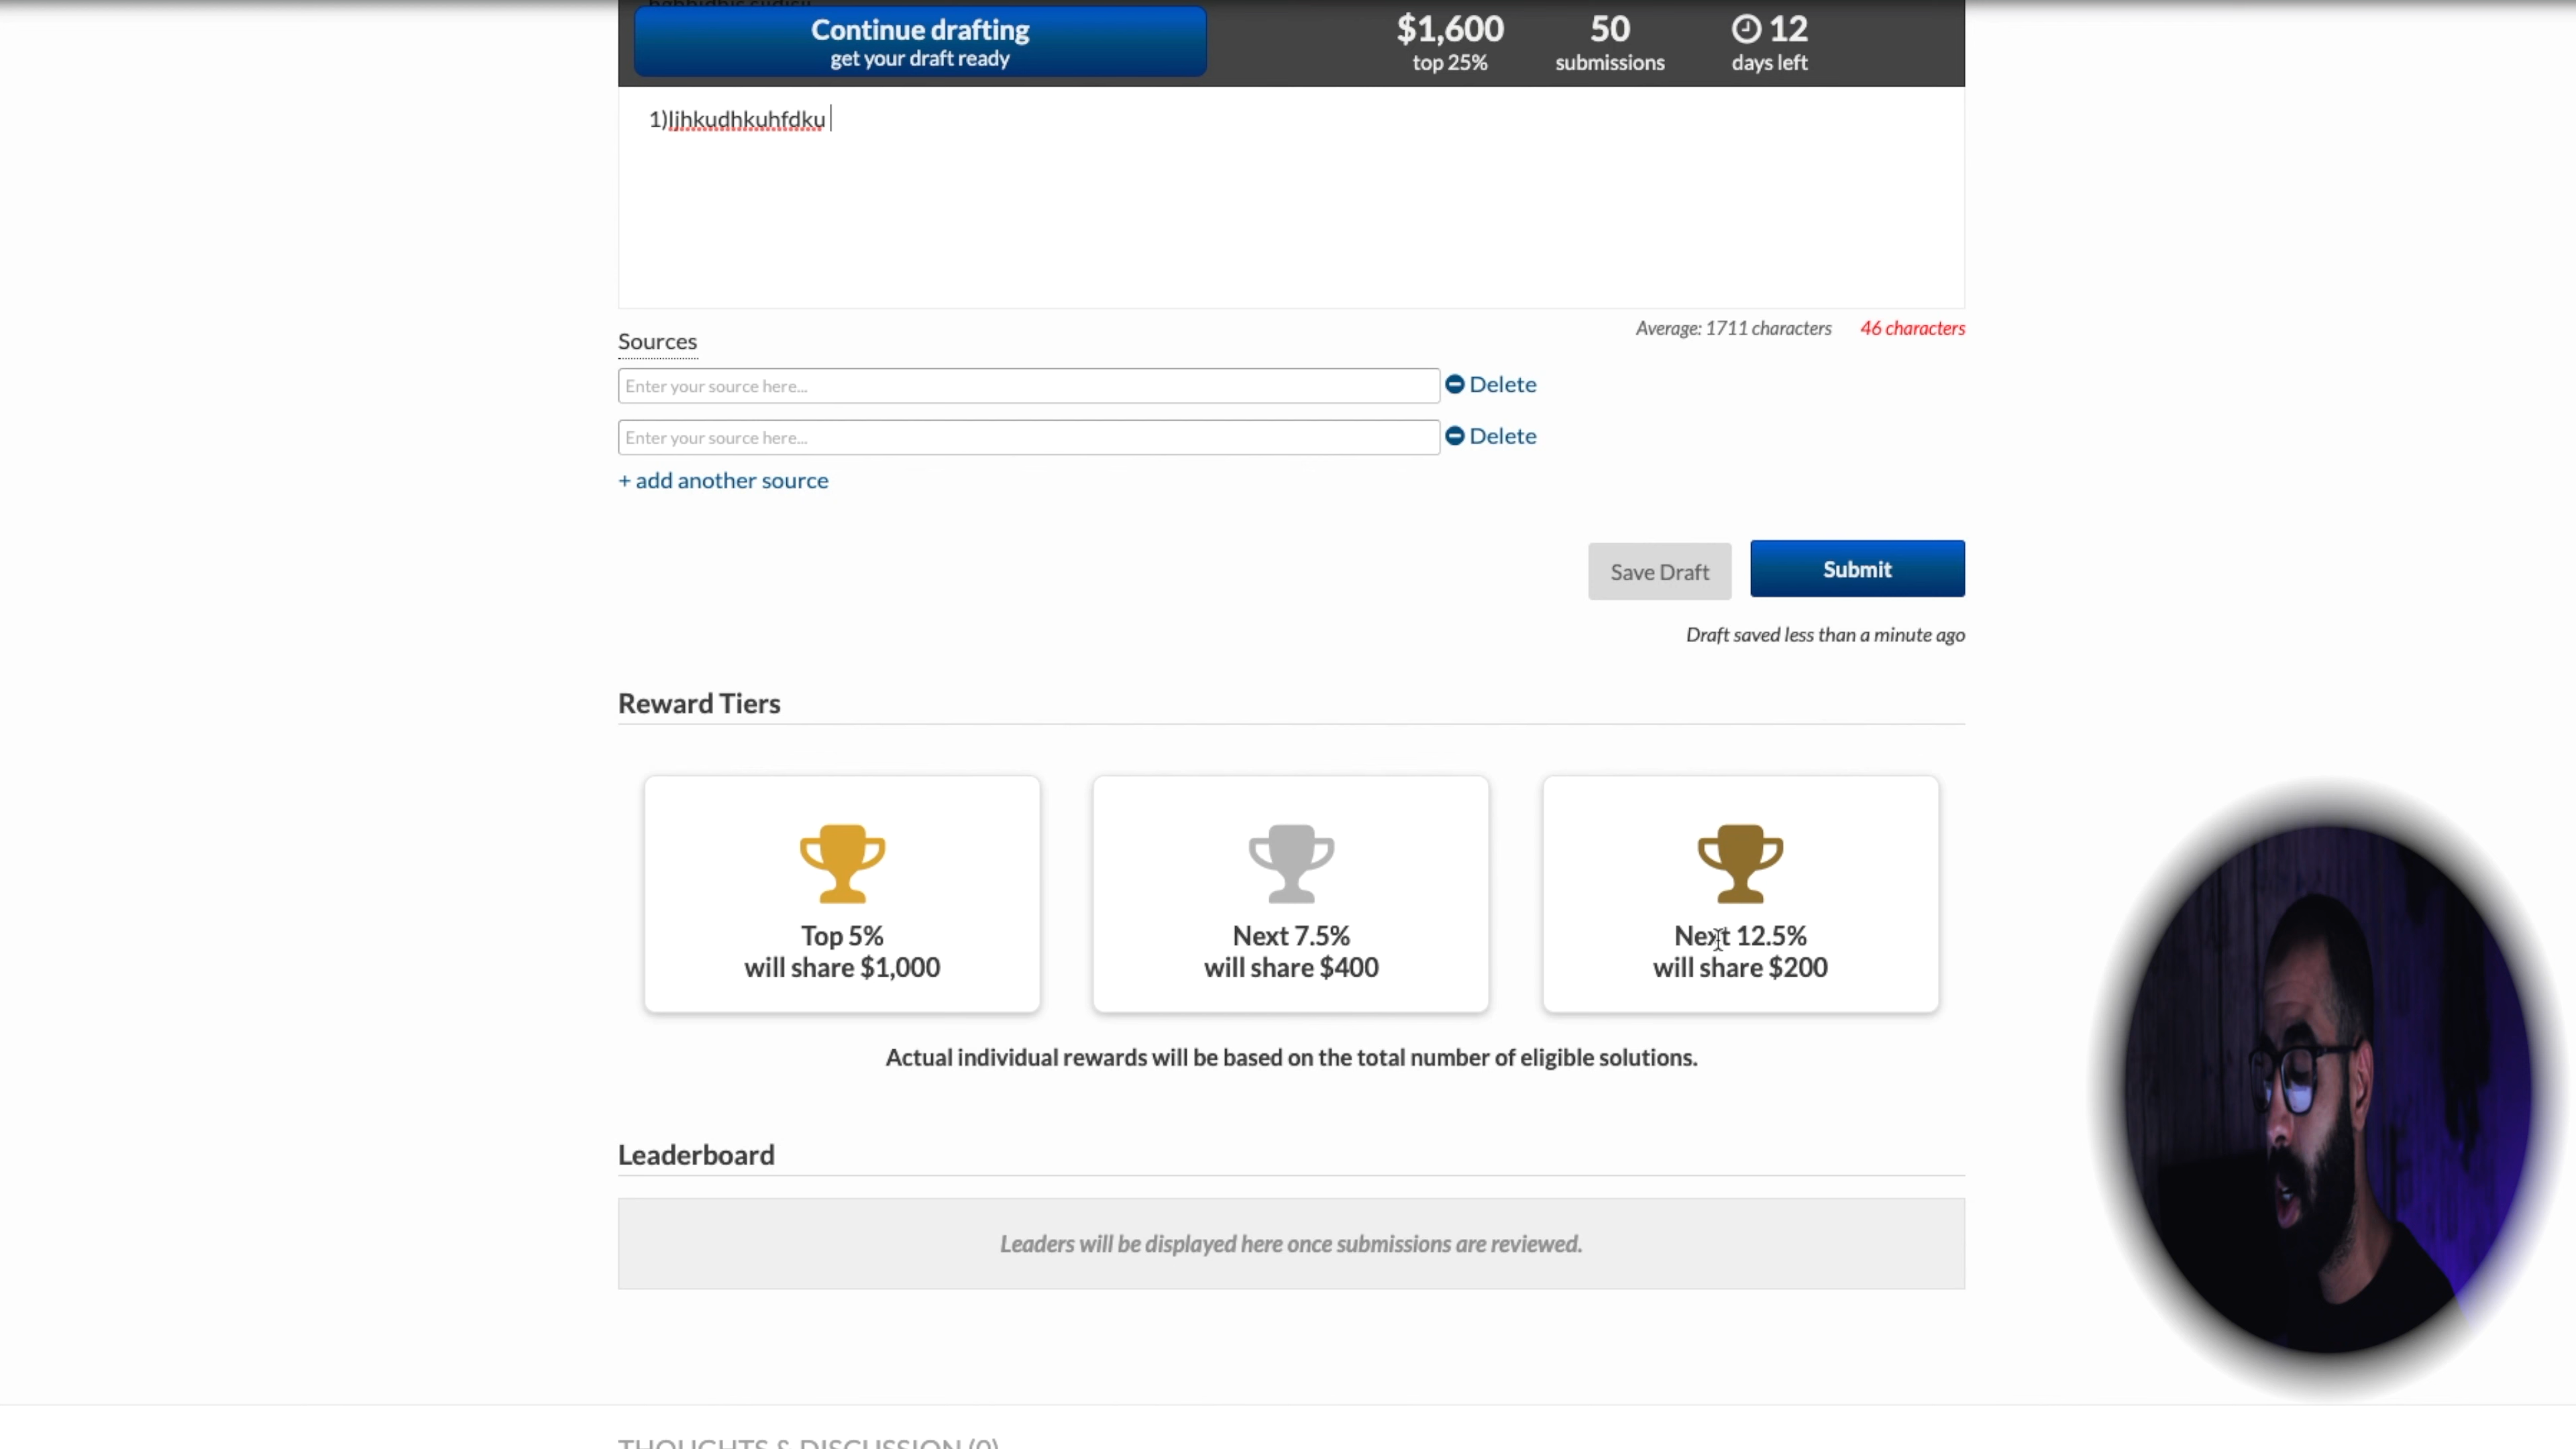 Continue drafting
get your draft ready
$1,600
top 25%
50
submissions
12
days left
1)ljhkudhkuhfdku
Average: 1711 characters 46 characters
Sources
Enter your source here...
Delete
Enter your source here...
Delete
+ add another source
Save Draft
Submit
Draft saved less than a minute ago
Reward Tiers
Top 5%
will share $1,000
Next 7.5%
will share $400
Next 12.5%
will share $200
Actual individual rewards will be based on the total number of eligible solutions.
Leaderboard
Leaders will be displayed here once submissions are reviewed.
THOUGHTS & DISCUSSION (0)